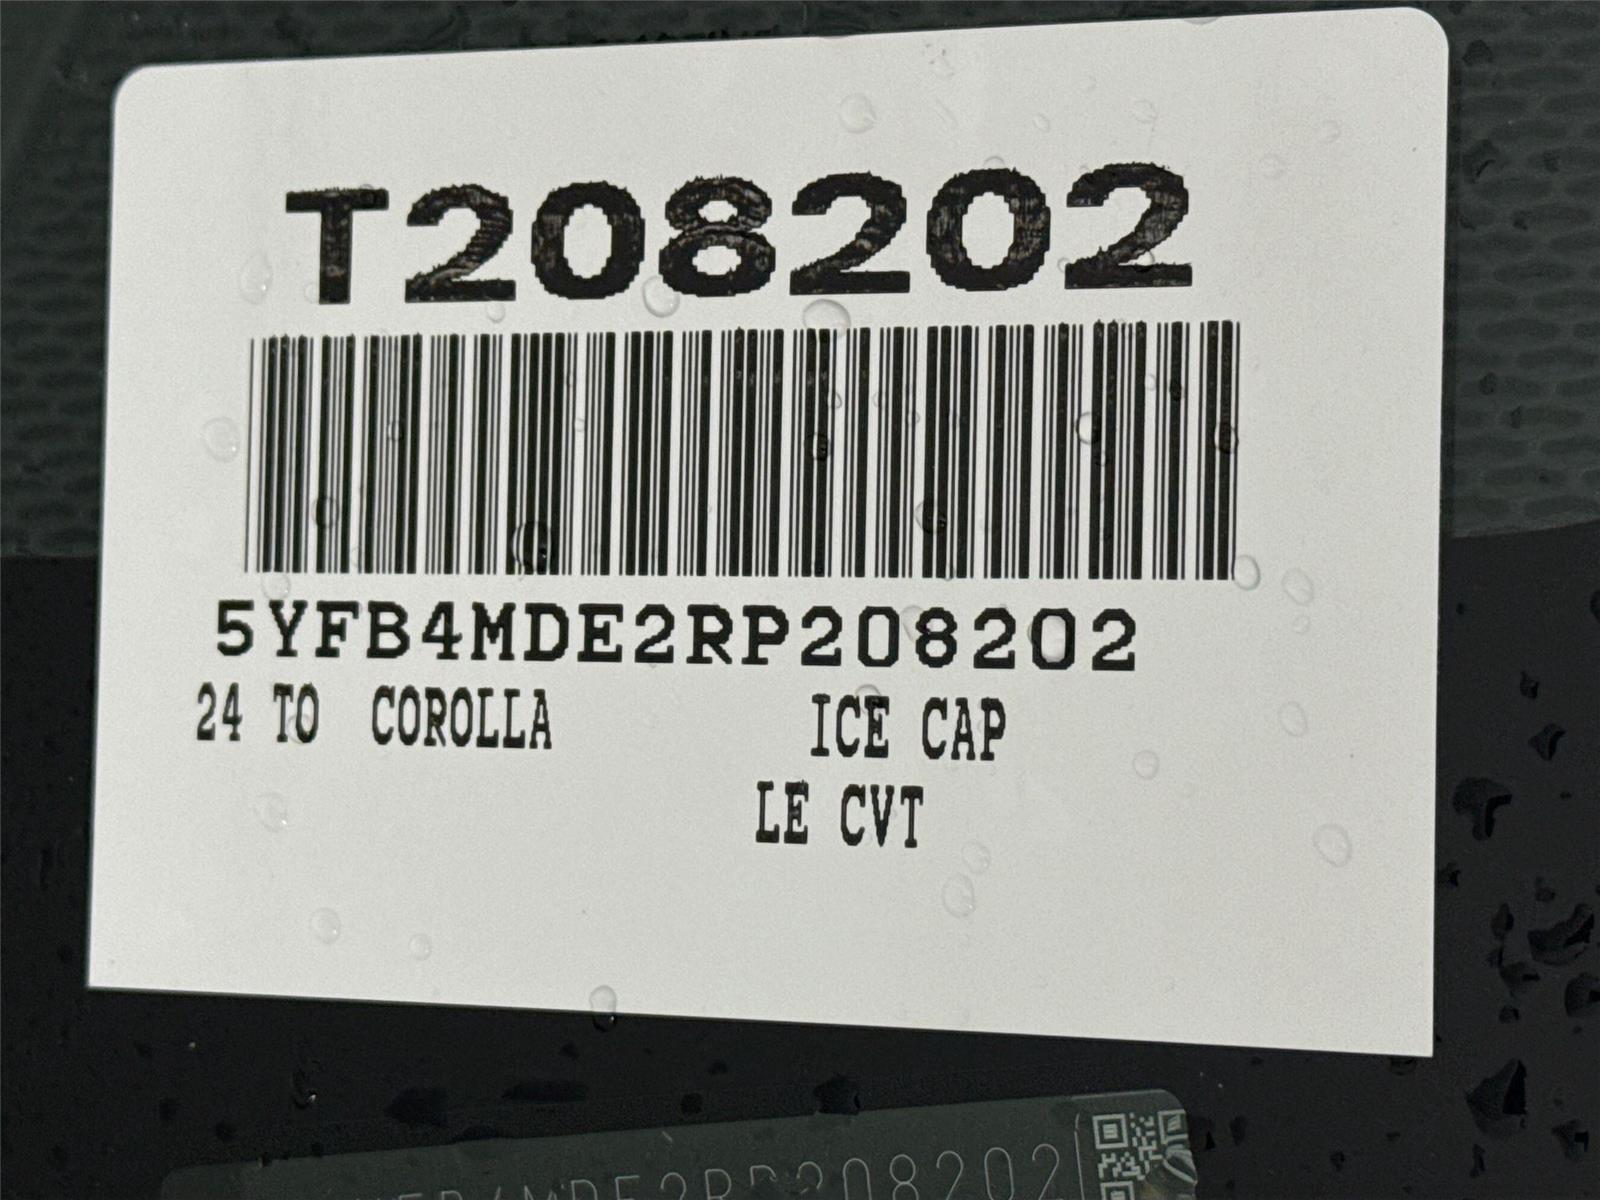 T208202
5YFB4MDE2RP208202
24 TO COROLLA ICE CAP
LE CVT